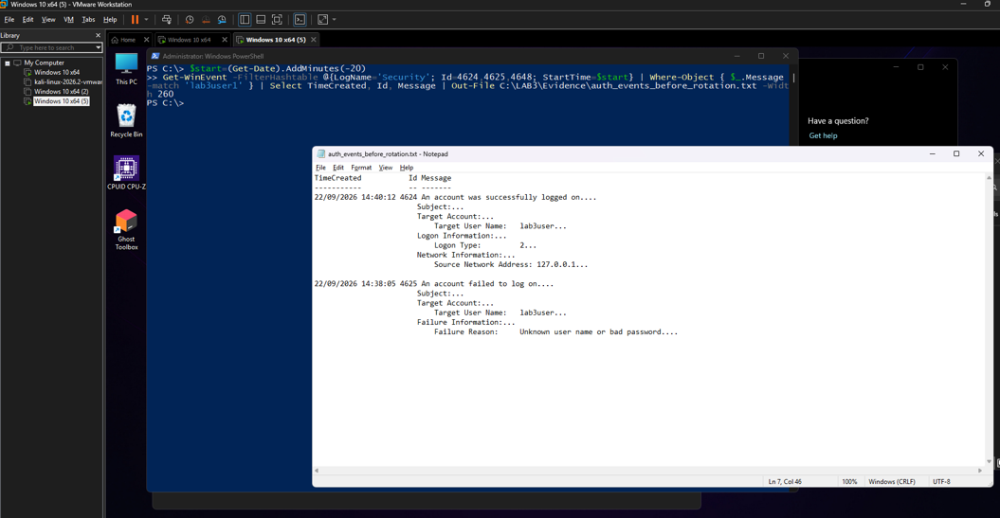 Windows 10 x64 (5) - VMware Workstation
File Edit View VM Tabs Help
Library
Type here to search
My Computer
Windows 10 x64
kali-linux-2026.2-vmwar
Windows 10 x64 (2)
Windows 10 x64 (5)
Home
Windows 10 x64
Windows 10 x64 (5)
This PC
Recycle Bin
CPUID CPU-Z
Ghost
Toolbox
Administrator: Windows PowerShell
PS C:\> $start=(Get-Date).AddMinutes(-20)
>> Get-WinEvent -FilterHashtable @{LogName='Security'; Id=4624,4625,4648; StartTime=$start} | Where-Object { $_.Message
-match 'lab3user1' } | Select TimeCreated, Id, Message | Out-File C:\LAB3\Evidence\auth_events_before_rotation.txt -Widt
h 260
PS C:\>
Have a question?
Get help
auth_events_before_rotation.txt - Notepad
File Edit Format View Help
TimeCreated Id Message
----------- -- -------
22/09/2026 14:40:12 4624 An account was successfully logged on....
Subject:...
Target Account:...
Target User Name: lab3user...
Logon Information:...
Logon Type: 2...
Network Information:...
Source Network Address: 127.0.0.1...
22/09/2026 14:38:05 4625 An account failed to log on....
Subject:...
Target Account:...
Target User Name: lab3user...
Failure Information:...
Failure Reason: Unknown user name or bad password....
Ln 7, Col 46
100%
Windows (CRLF)
UTF-8